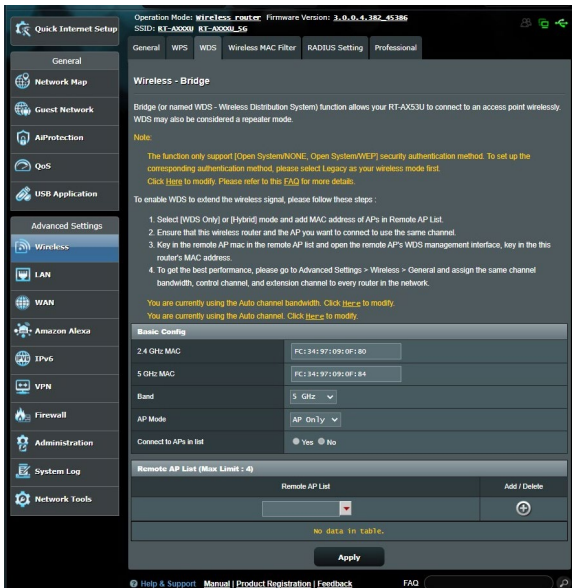 Quick Internet Setup
General
Network Map
Guest Network
AiProtection
QoS
USB Application
Advanced Settings
Wireless
LAN
WAN
Amazon Alexa
IPv6
VPN
Firewall
Administration
System Log
Network Tools
Operation Mode: Wireless router Firmware Version: 3.0.0.4.382_45386
SSID: RT-AXXXU RT-AXXXU_5G
General WPS WDS Wireless MAC Filter RADIUS Setting Professional
Wireless - Bridge
Bridge (or named WDS - Wireless Distribution System) function allows your RT-AX53U to connect to an access point wirelessly.
WDS may also be considered a repeater mode.
Note:
The function only support [Open System/NONE, Open System/WEP] security authentication method. To set up the
corresponding authentication method, please select Legacy as your wireless mode first.
Click Here to modify. Please refer to this FAQ for more details.
To enable WDS to extend the wireless signal, please follow these steps :
1. Select [WDS Only] or [Hybrid] mode and add MAC address of APs in Remote AP List.
2. Ensure that this wireless router and the AP you want to connect to use the same channel.
3. Key in the remote AP mac in the remote AP list and open the remote AP's WDS management interface, key in the this
router's MAC address.
4. To get the best performance, please go to Advanced Settings > Wireless > General and assign the same channel
bandwidth, control channel, and extension channel to every router in the network.
You are currently using the Auto channel bandwidth. Click Here to modify.
You are currently using the Auto channel. Click Here to modify.
Basic Config
2.4 GHz MAC FC:34:97:09:0F:80
5 GHz MAC FC:34:97:09:0F:84
Band 5 GHz
AP Mode AP Only
Connect to APs in list Yes No
Remote AP List (Max Limit : 4)
Remote AP List Add / Delete
No data in table.
Apply
Help & Support Manual | Product Registration | Feedback FAQ